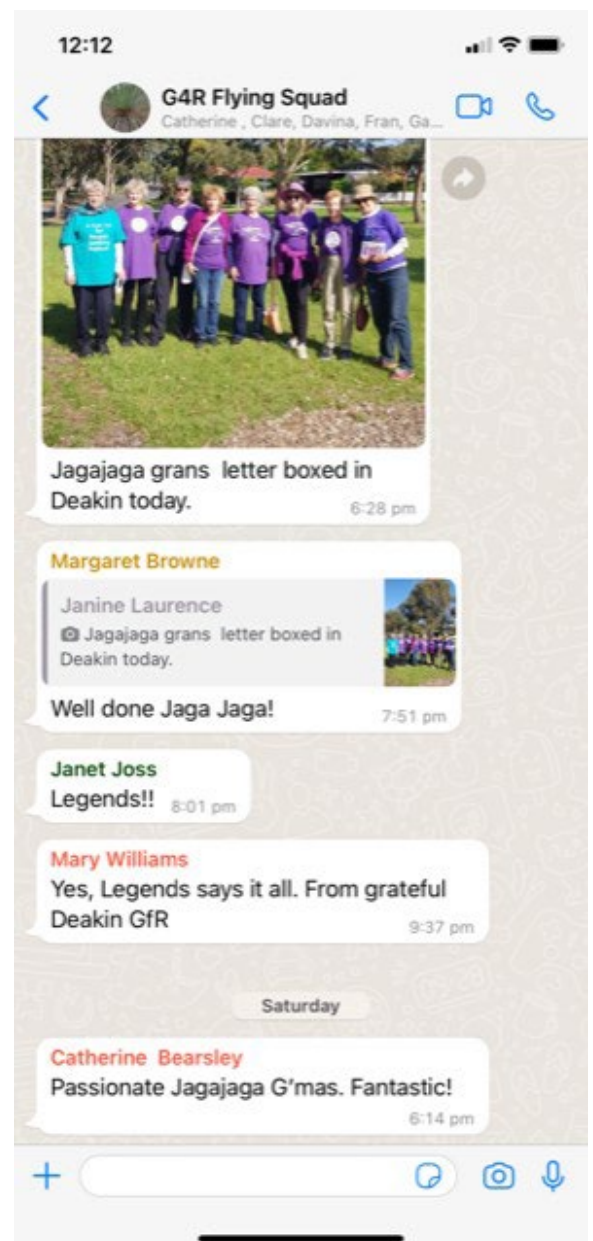 12:12
G4R Flying Squad
Catherine , Clare, Davina, Fran, Ga...
Jagajaga grans letter boxed in
Deakin today.
6:28 pm
Margaret Browne
Janine Laurence
Jagajaga grans letter boxed in
Deakin today.
Well done Jaga Jaga!
7:51 pm
Janet Joss
Legends!!
8:01 pm
Mary Williams
Yes, Legends says it all. From grateful
Deakin GfR
9:37 pm
Saturday
Catherine Bearsley
Passionate Jagajaga G'mas. Fantastic!
6:14 pm